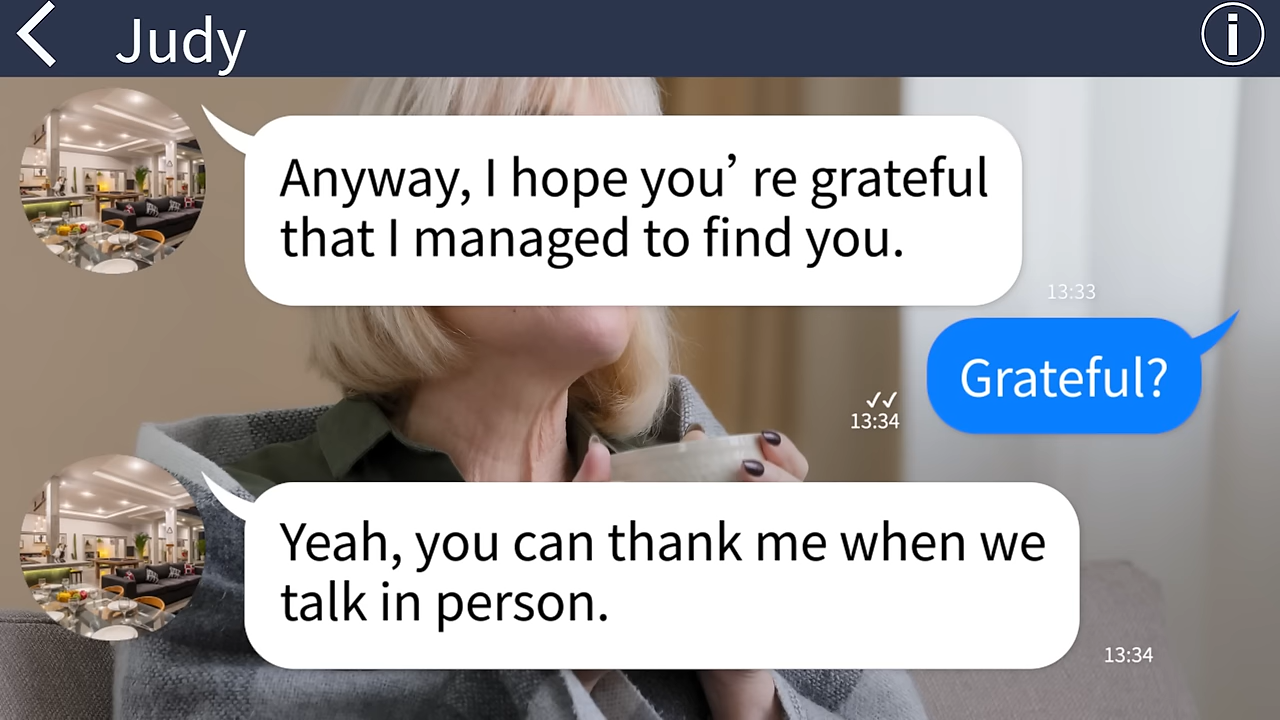 Judy
Anyway, I hope you’ re grateful
that I managed to find you.
13:33
Grateful?
13:34
Yeah, you can thank me when we
talk in person.
13:34